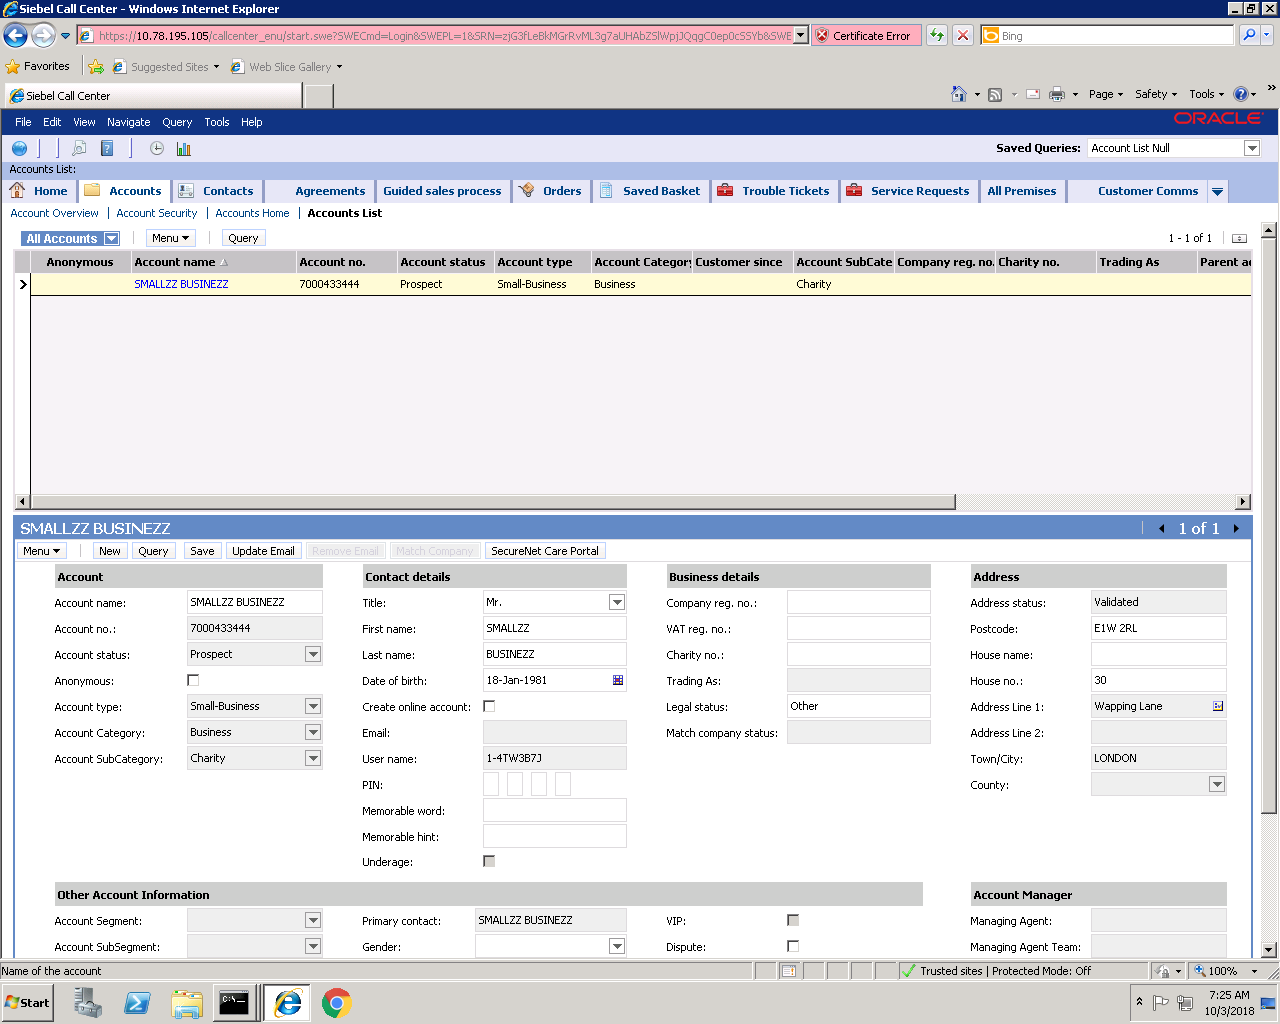 Siebel Call Center - Windows Internet Explorer
https://10.78.195.105/callcenter_enu/start.swe?SWECmd=Login&SWEPL=1&SRN=
Certificate Error
Bing
Favorites
Suggested Sites
Web Slice Gallery
Siebel Call Center
Page
Safety
Tools
File Edit View Navigate Query Tools Help
ORACLE
Saved Queries:
Account List Null
Accounts List:
Home
Accounts
Contacts
Agreements
Guided sales process
Orders
Saved Basket
Trouble Tickets
Service Requests
All Premises
Customer Comms
Account Overview | Account Security | Accounts Home | Accounts List
All Accounts
Menu
Query
1 - 1 of 1
Anonymous Account name Account no. Account status Account type Account Category Customer since Account SubCate Company reg. no. Charity no. Trading As Parent ac
SMALLZZ BUSINEZZ 7000433444 Prospect Small-Business Business Charity
SMALLZZ BUSINEZZ
1 of 1
Menu
New
Query
Save
Update Email
Remove Email
Match Company
SecureNet Care Portal
Account
Account name: SMALLZZ BUSINEZZ
Account no.: 7000433444
Account status: Prospect
Anonymous:
Account type: Small-Business
Account Category: Business
Account SubCategory: Charity
Contact details
Title: Mr.
First name: SMALLZZ
Last name: BUSINEZZ
Date of birth: 18-Jan-1981
Create online account:
Email:
User name: 1-4TW3B7J
PIN:
Memorable word:
Memorable hint:
Underage:
Business details
Company reg. no.:
VAT reg. no.:
Charity no.:
Trading As:
Legal status: Other
Match company status:
Address
Address status: Validated
Postcode: E1W 2RL
House name:
House no.: 30
Address Line 1: Wapping Lane
Address Line 2:
Town/City: LONDON
County:
Other Account Information
Account Segment:
Account SubSegment:
Primary contact: SMALLZZ BUSINEZZ
Gender:
VIP:
Dispute:
Account Manager
Managing Agent:
Managing Agent Team:
Name of the account
Trusted sites | Protected Mode: Off
100%
Start
7:25 AM
10/3/2018